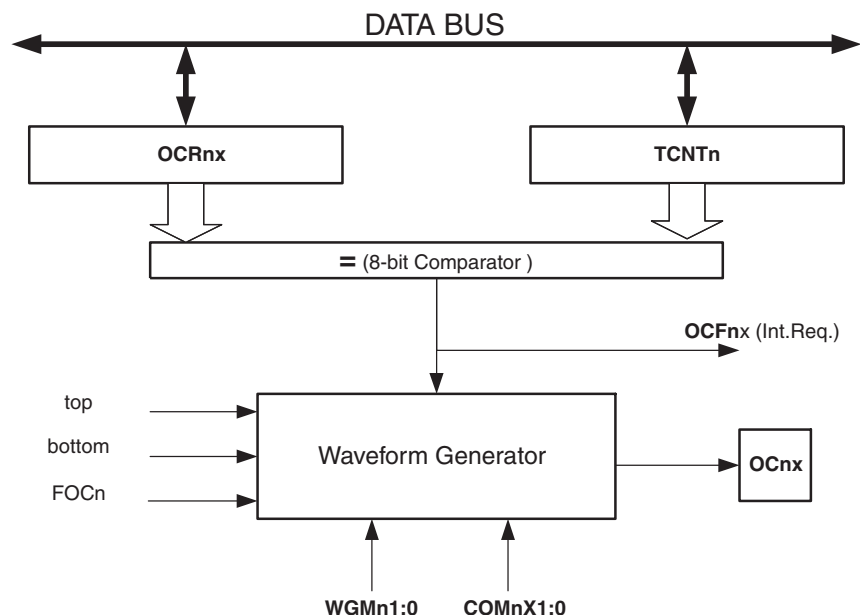 DATA BUS
OCRnx
TCNTn
= (8-bit Comparator )
OCFnx (Int.Req.)
top
bottom
FOCn
Waveform Generator
OCnx
WGMn1:0
COMnX1:0